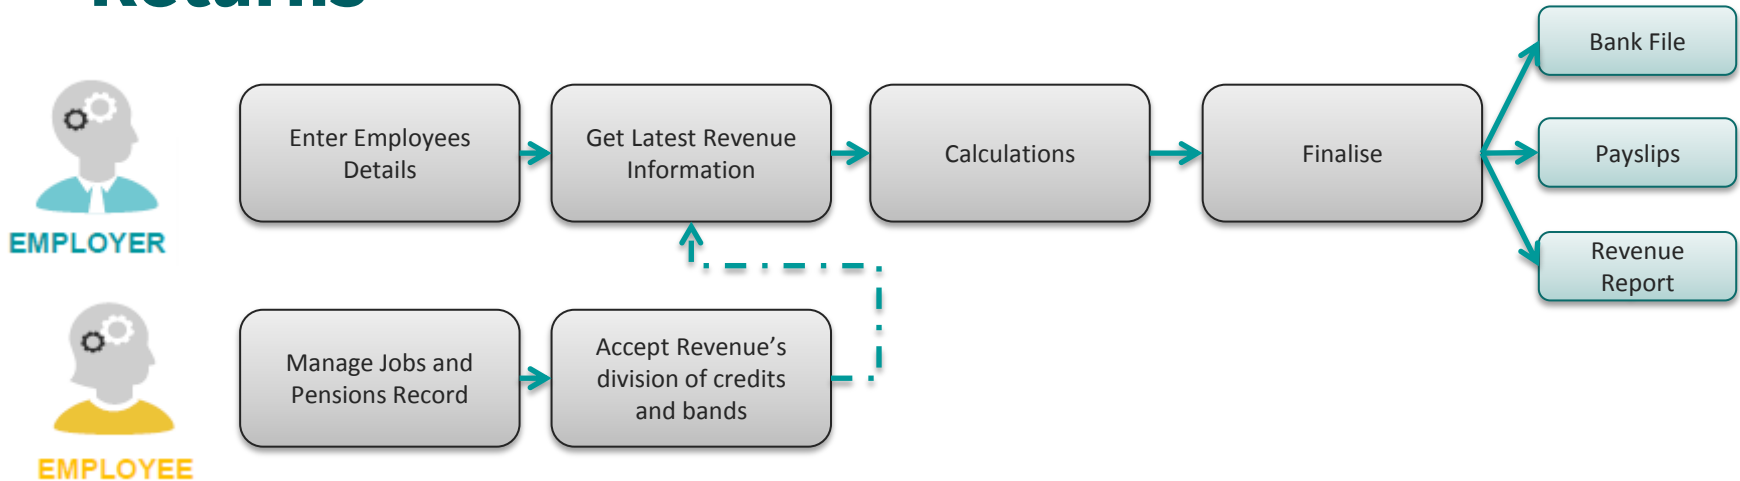 Returns
Bank File
Enter Employees
Details
Get Latest Revenue
Information
Calculations
Finalise
Payslips
EMPLOYER
Revenue
Report
Manage Jobs and
Pensions Record
Accept Revenue’s
division of credits
and bands
EMPLOYEE